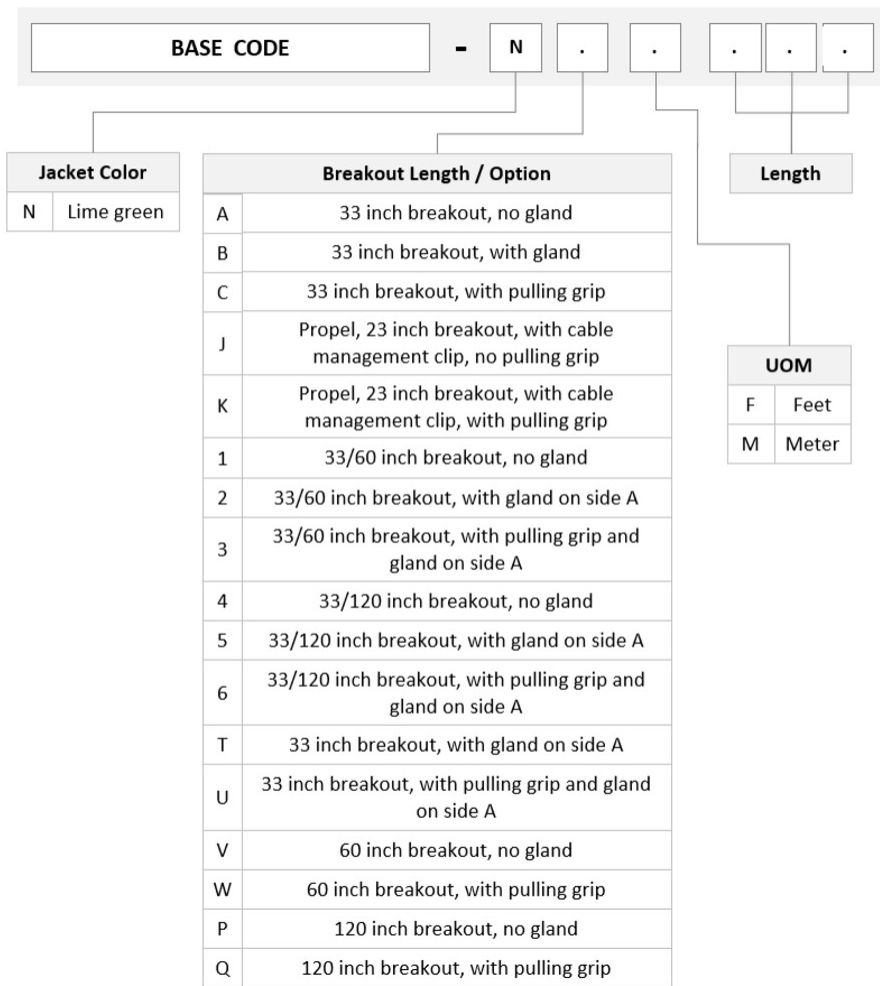 BASE CODE - N . . . . .
Jacket Color
N Lime green
Breakout Length / Option
A 33 inch breakout, no gland
B 33 inch breakout, with gland
C 33 inch breakout, with pulling grip
J Propel, 23 inch breakout, with cable
management clip, no pulling grip
K Propel, 23 inch breakout, with cable
management clip, with pulling grip
1 33/60 inch breakout, no gland
2 33/60 inch breakout, with gland on side A
3 33/60 inch breakout, with pulling grip and
gland on side A
4 33/120 inch breakout, no gland
5 33/120 inch breakout, with gland on side A
6 33/120 inch breakout, with pulling grip and
gland on side A
T 33 inch breakout, with gland on side A
U 33 inch breakout, with pulling grip and gland
on side A
V 60 inch breakout, no gland
W 60 inch breakout, with pulling grip
P 120 inch breakout, no gland
Q 120 inch breakout, with pulling grip
Length
UOM
F Feet
M Meter